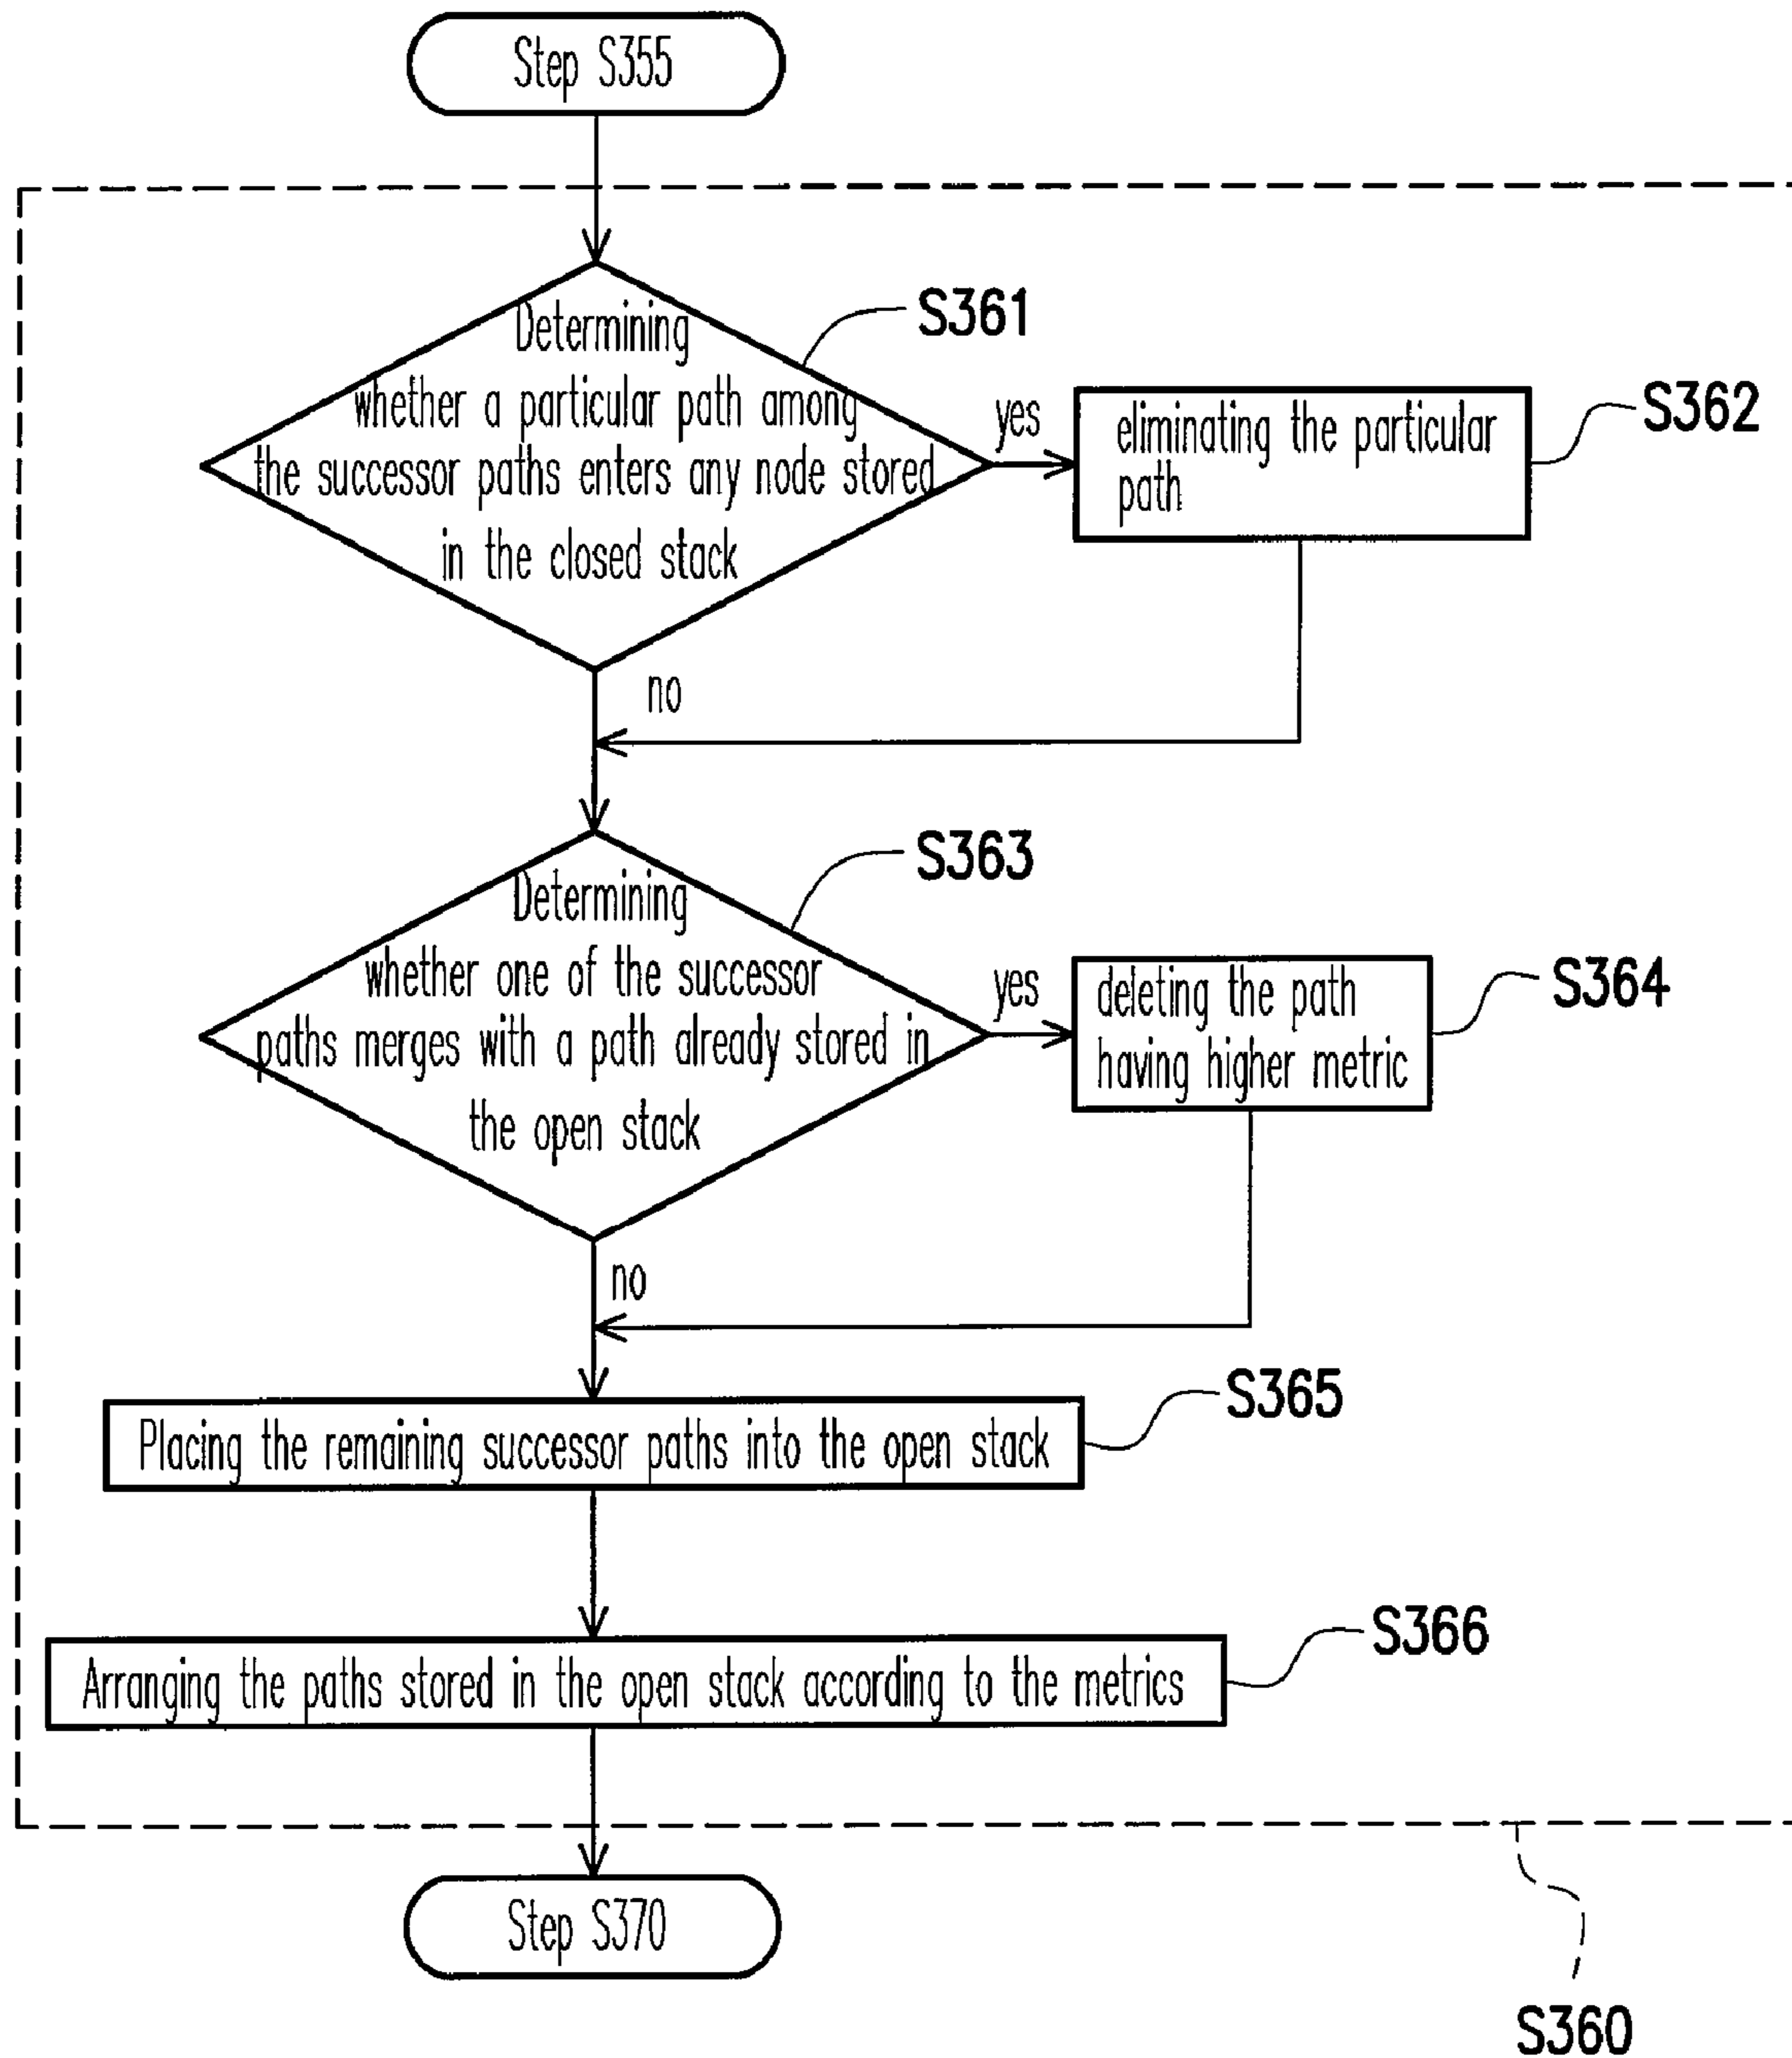 Step S355
Determining
whether a particular path among
the successor paths enters any node stored
in the closed stack
S361
yes
eliminating the particular
path
S362
no
Determining
whether one of the successor
paths merges with a path already stored in
the open stack
S363
yes
deleting the path
having higher metric
S364
no
Placing the remaining successor paths into the open stack
S365
Arranging the paths stored in the open stack according to the metrics
S366
Step S370
S360